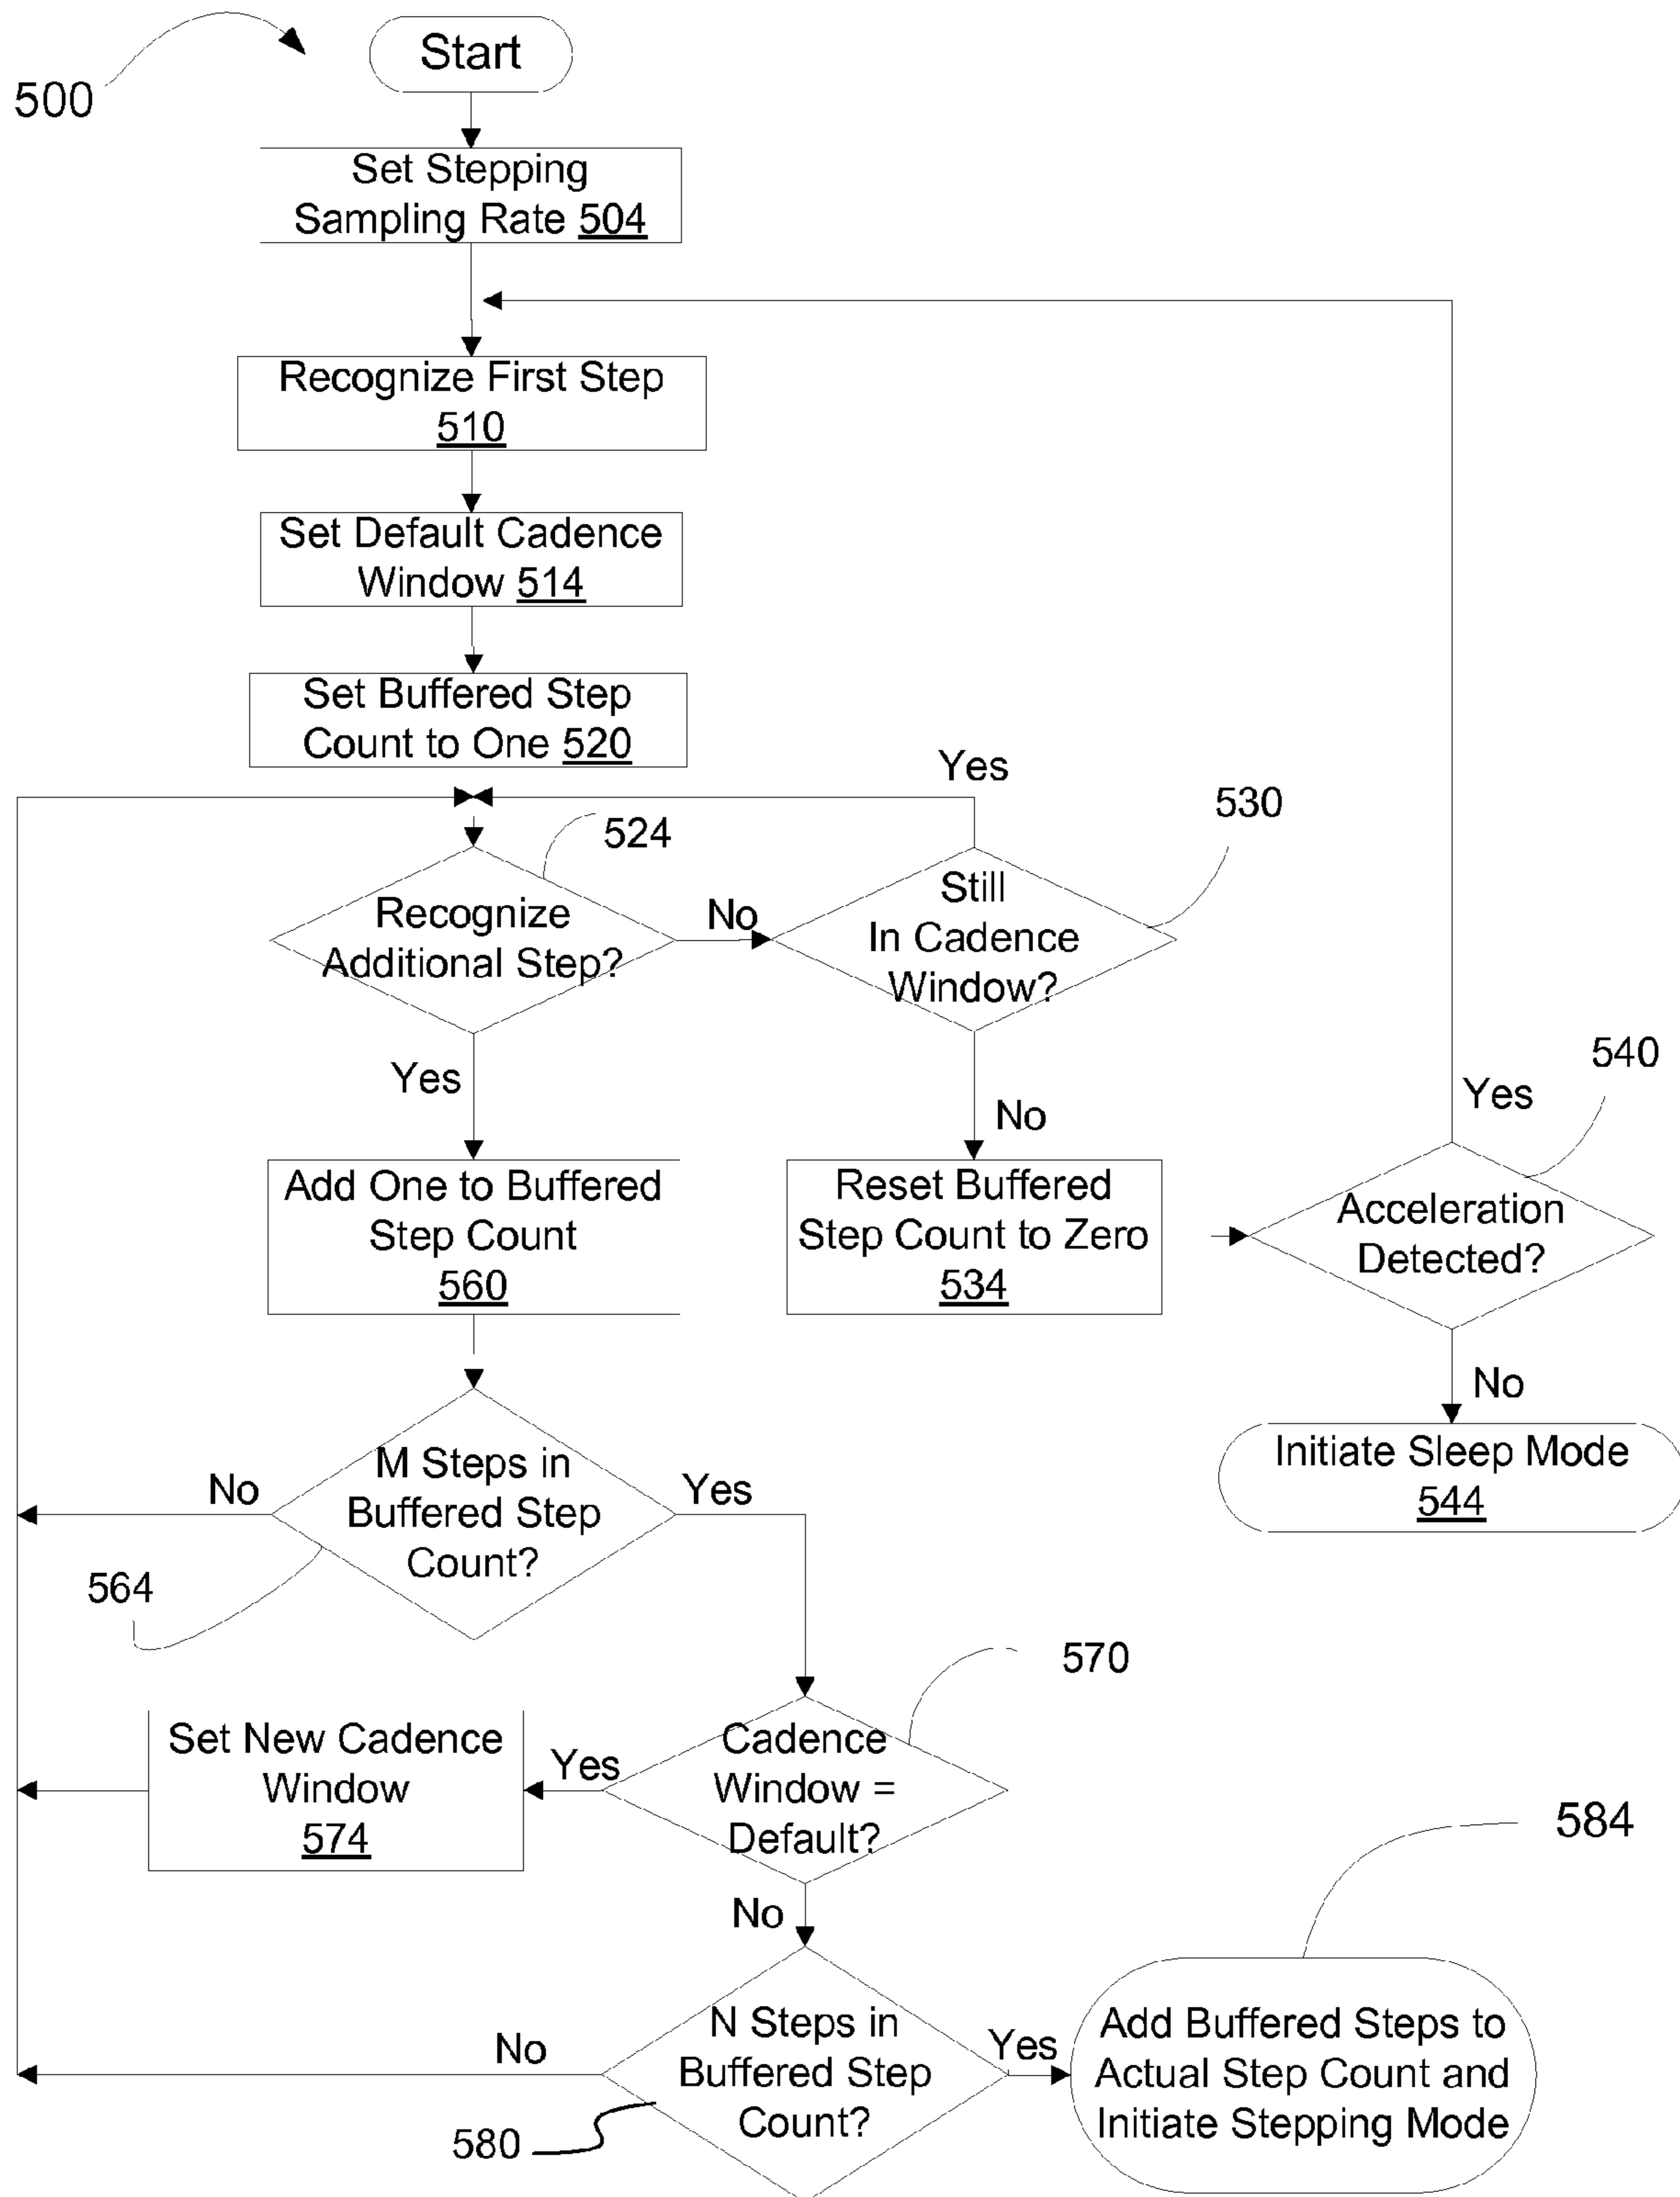 Start
500
Set Stepping
Sampling Rate 504
Recognize First Step
510
Set Default Cadence
Window 514
Set Buffered Step
Count to One 520
Yes
530
524
Recognize
Additional Step?
No
Still
In Cadence
Window?
Yes
No
540
Yes
Add One to Buffered
Step Count
560
Reset Buffered
Step Count to Zero
534
Acceleration
Detected?
No
Initiate Sleep Mode
544
No
M Steps in
Buffered Step
Count?
Yes
564
570
Set New Cadence
Window
574
Yes
Cadence
Window =
Default?
584
No
No
N Steps in
Buffered Step
Count?
Yes
580
Add Buffered Steps to
Actual Step Count and
Initiate Stepping Mode